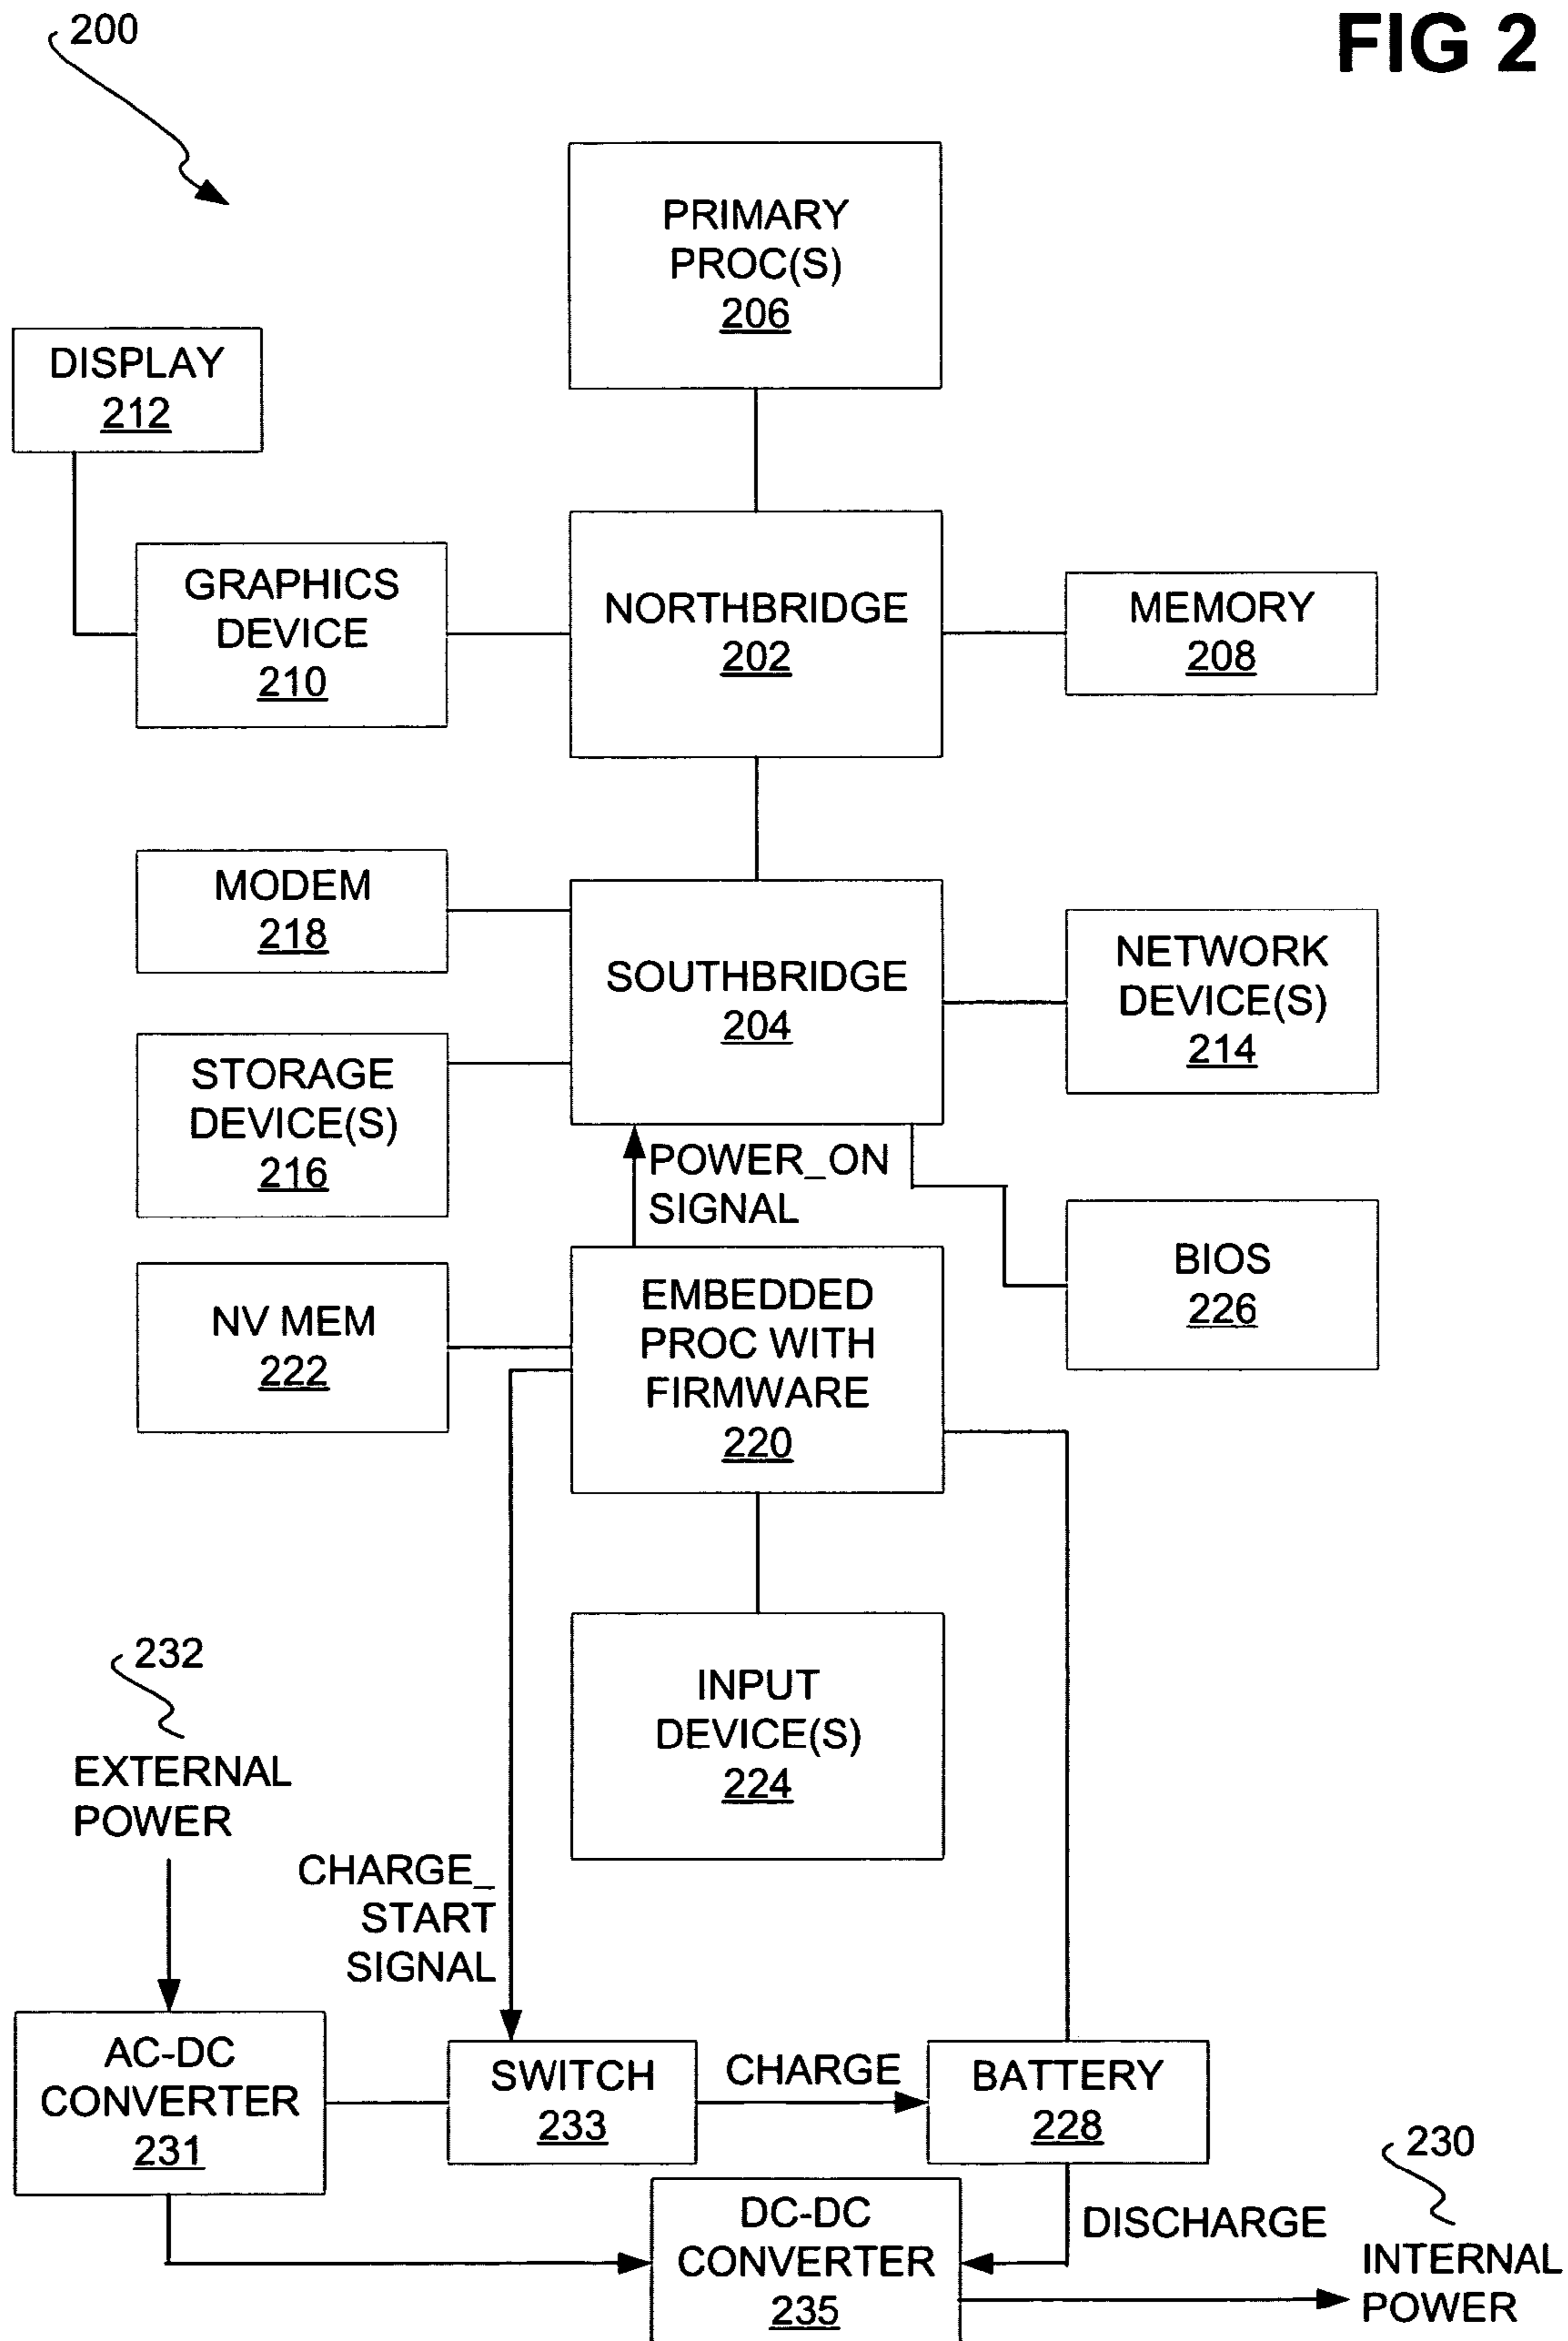 200
FIG 2
PRIMARY
PROC(S)
206
DISPLAY
212
GRAPHICS
DEVICE
210
NORTHBRIDGE
202
MEMORY
208
MODEM
218
SOUTHBRIDGE
204
NETWORK
DEVICE(S)
214
STORAGE
DEVICE(S)
216
POWER_ON
SIGNAL
BIOS
226
NV MEM
222
EMBEDDED
PROC WITH
FIRMWARE
220
INPUT
DEVICE(S)
224
232
EXTERNAL
POWER
CHARGE_
START
SIGNAL
AC-DC
CONVERTER
231
SWITCH
233
CHARGE
BATTERY
228
230
DC-DC
CONVERTER
235
DISCHARGE
INTERNAL
POWER